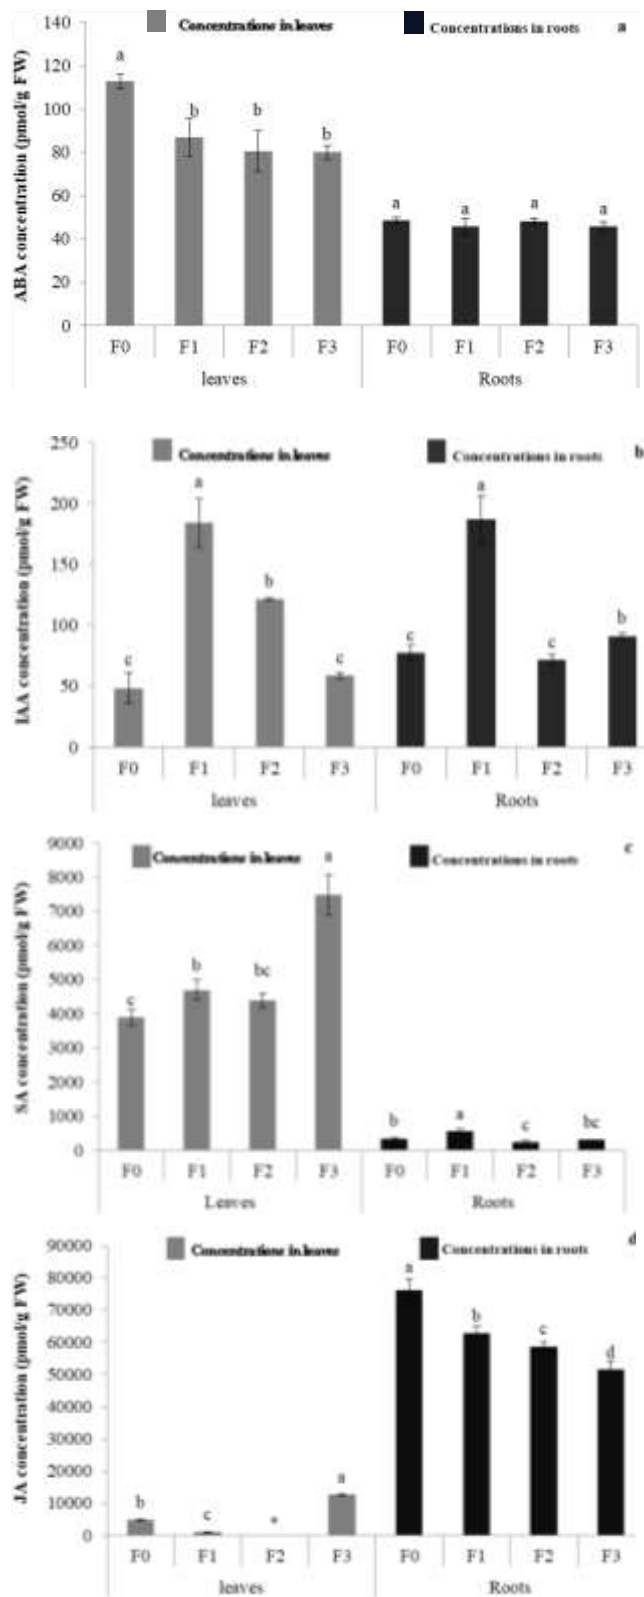 Concentrations in leaves Concentrations in roots a
ABA concentration (pmol/g FW)
140
120
100
80
60
40
20
0
a b b b a a a a
F0 F1 F2 F3 F0 F1 F2 F3
leaves Roots
Concentrations in leaves Concentrations in roots b
IAA concentration (pmol/g FW)
250
200
150
100
50
0
c a b c c a c b
F0 F1 F2 F3 F0 F1 F2 F3
leaves Roots
Concentrations in leaves Concentrations in roots c
SA concentration (pmol/g FW)
9000
8000
7000
6000
5000
4000
3000
2000
1000
0
c b bc a b a c bc
F0 F1 F2 F3 F0 F1 F2 F3
Leaves Roots
Concentrations in leaves Concentrations in roots d
JA concentration (pmol/g FW)
90000
80000
70000
60000
50000
40000
30000
20000
10000
0
b c * a a b c d
F0 F1 F2 F3 F0 F1 F2 F3
leaves Roots